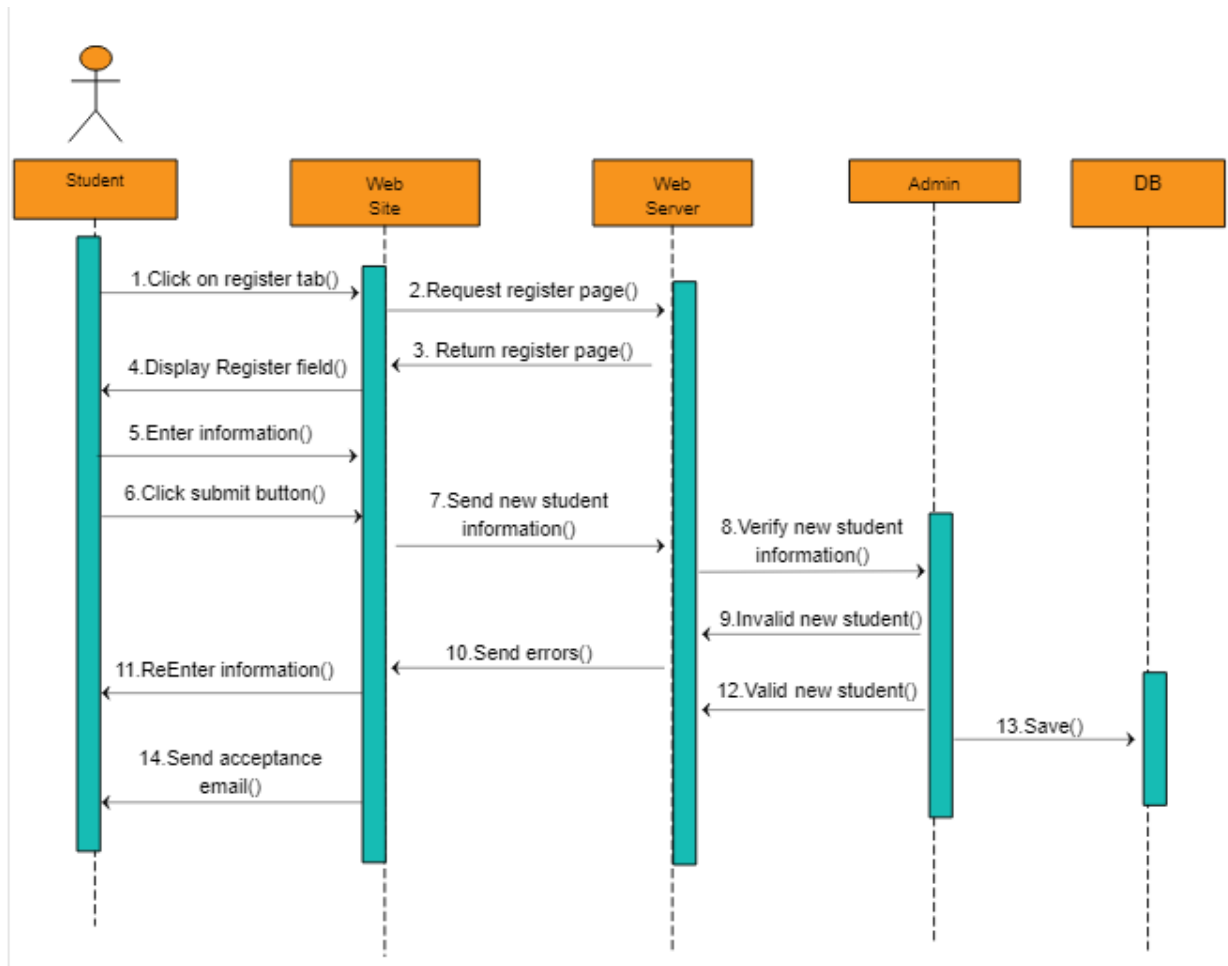 Student
Web
Site
Web
Server
Admin
DB
1.Click on register tab()
2.Request register page()
3. Return register page()
4.Display Register field()
5.Enter information()
6.Click submit button()
7.Send new student
information()
8.Verify new student
information()
9.Invalid new student()
10.Send errors()
11.ReEnter information()
12.Valid new student()
13.Save()
14.Send acceptance
email()